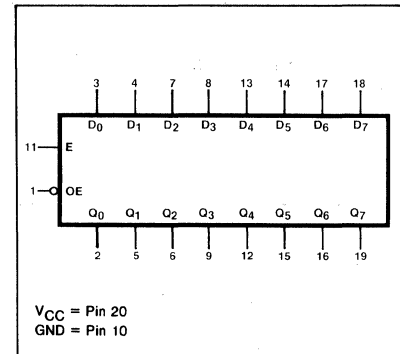 3 4 7 8 13 14 17 18
D0 D1 D2 D3 D4 D5 D6 D7
11 E
1 OE
Q0 Q1 Q2 Q3 Q4 Q5 Q6 Q7
2 5 6 9 12 15 16 19
VCC = Pin 20
GND = Pin 10